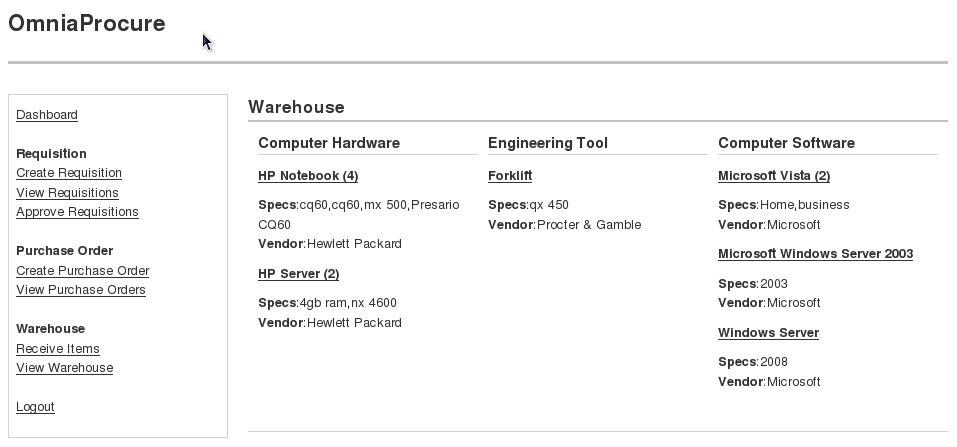 OmniaProcure
Dashboard
Requisition
Create Requisition
View Requisitions
Approve Requisitions
Purchase Order
Create Purchase Order
View Purchase Orders
Warehouse
Receive Items
View Warehouse
Logout
Warehouse
Computer Hardware
HP Notebook (4)
Specs:cq60,cq60,mx 500,Presario
CQ60
Vendor:Hewlett Packard
HP Server (2)
Specs:4gb ram,nx 4600
Vendor:Hewlett Packard
Engineering Tool
Forklift
Specs:qx 450
Vendor:Procter & Gamble
Computer Software
Microsoft Vista (2)
Specs:Home,business
Vendor:Microsoft
Microsoft Windows Server 2003
Specs:2003
Vendor:Microsoft
Windows Server
Specs:2008
Vendor:Microsoft